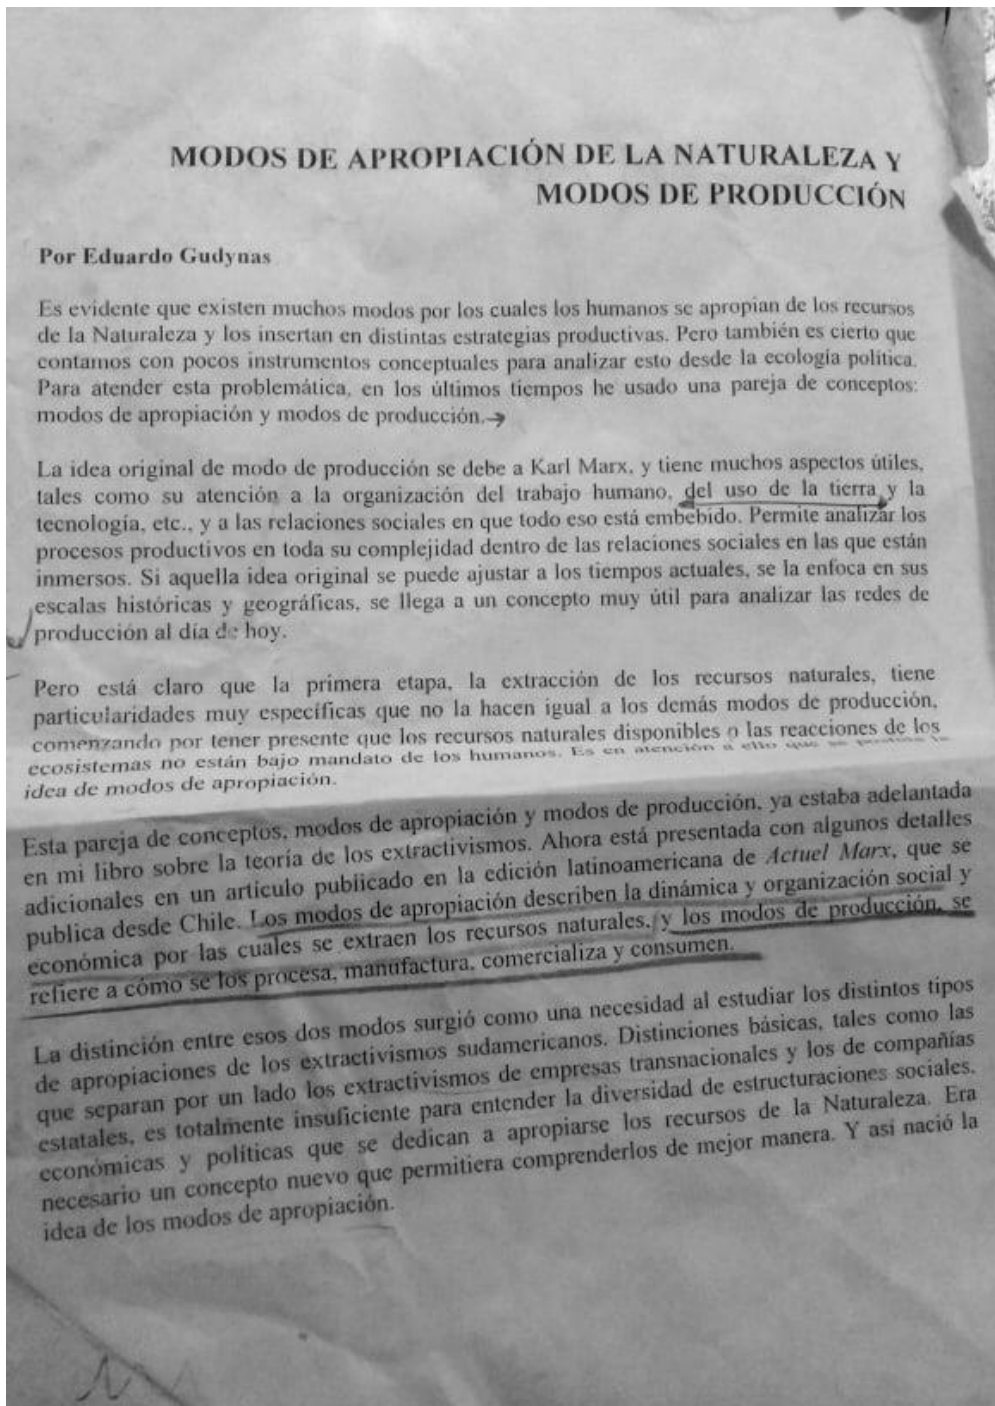 MODOS DE APROPIACIÓN DE LA NATURALEZA Y
MODOS DE PRODUCCIÓN
Por Eduardo Gudynas
Es evidente que existen muchos modos por los cuales los humanos se apropian de los recursos
de la Naturaleza y los insertan en distintas estrategias productivas. Pero también es cierto que
contamos con pocos instrumentos conceptuales para analizar esto desde la ecología política.
Para atender esta problemática, en los últimos tiempos he usado una pareja de conceptos:
modos de apropiación y modos de producción.
La idea original de modo de producción se debe a Karl Marx, y tiene muchos aspectos útiles,
tales como su atención a la organización del trabajo humano, del uso de la tierra y la
tecnología, etc., y a las relaciones sociales en que todo eso está embebido. Permite analizar los
procesos productivos en toda su complejidad dentro de las relaciones sociales en las que están
inmersos. Si aquella idea original se puede ajustar a los tiempos actuales, se la enfoca en sus
escalas históricas y geográficas, se llega a un concepto muy útil para analizar las redes de
producción al día de hoy.
Pero está claro que la primera etapa, la extracción de los recursos naturales, tiene
particularidades muy específicas que no la hacen igual a los demás modos de producción,
comenzando por tener presente que los recursos naturales disponibles o las reacciones de los
ecosistemas no están bajo mandato de los humanos. Es en atención a ello que se postula la
idea de modos de apropiación.
Esta pareja de conceptos, modos de apropiación y modos de producción, ya estaba adelantada
en mi libro sobre la teoría de los extractivismos. Ahora está presentada con algunos detalles
adicionales en un artículo publicado en la edición latinoamericana de Actuel Marx, que se
publica desde Chile. Los modos de apropiación describen la dinámica y organización social y
económica por las cuales se extraen los recursos naturales, y los modos de producción, se
refiere a cómo se los procesa, manufactura, comercializa y consumen.
La distinción entre esos dos modos surgió como una necesidad al estudiar los distintos tipos
de apropiaciones de los extractivismos sudamericanos. Distinciones básicas, tales como las
que separan por un lado los extractivismos de empresas transnacionales y los de compañías
estatales, es totalmente insuficiente para entender la diversidad de estructuraciones sociales,
económicas y políticas que se dedican a apropiarse los recursos de la Naturaleza. Era
necesario un concepto nuevo que permitiera comprenderlos de mejor manera. Y así nació la
idea de los modos de apropiación.